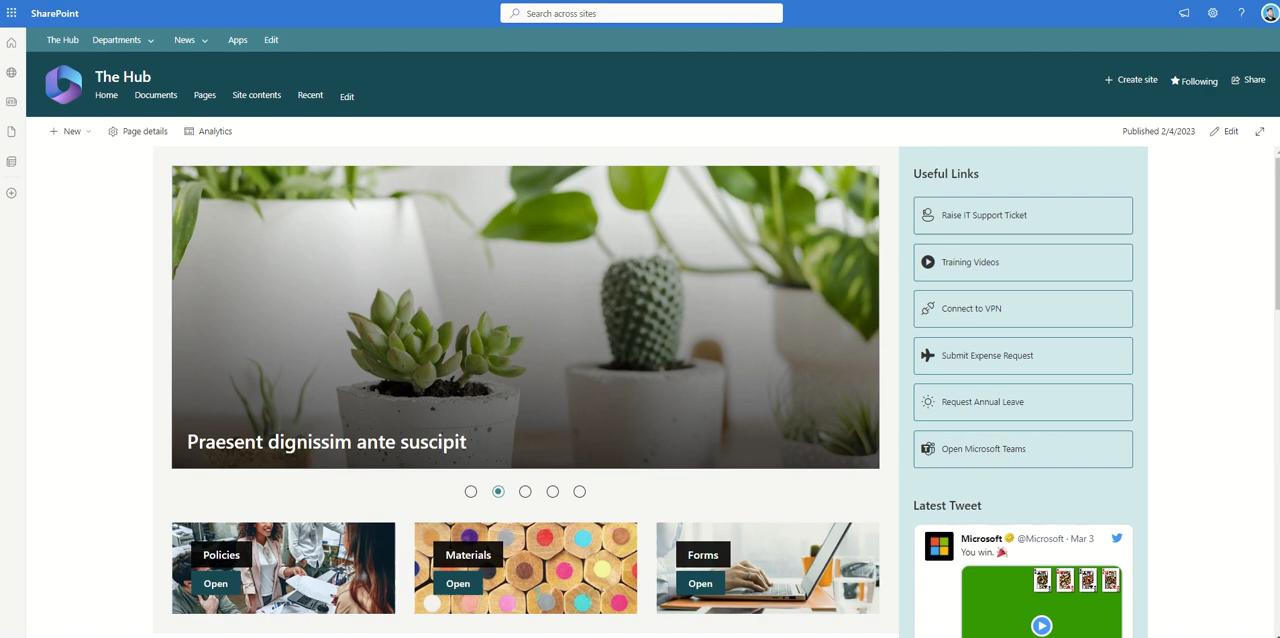 SharePoint
Search across sites
The Hub Departments News Apps Edit
The Hub
Home Documents Pages Site contents Recent Edit
Create site Following Share
New Page details Analytics
Published 2/4/2023 Edit
Praesent dignissim ante suscipit
Policies
Open
Materials
Open
Forms
Open
Useful Links
Raise IT Support Ticket
Training Videos
Connect to VPN
Submit Expense Request
Request Annual Leave
Open Microsoft Teams
Latest Tweet
Microsoft @Microsoft · Mar 3
You win.